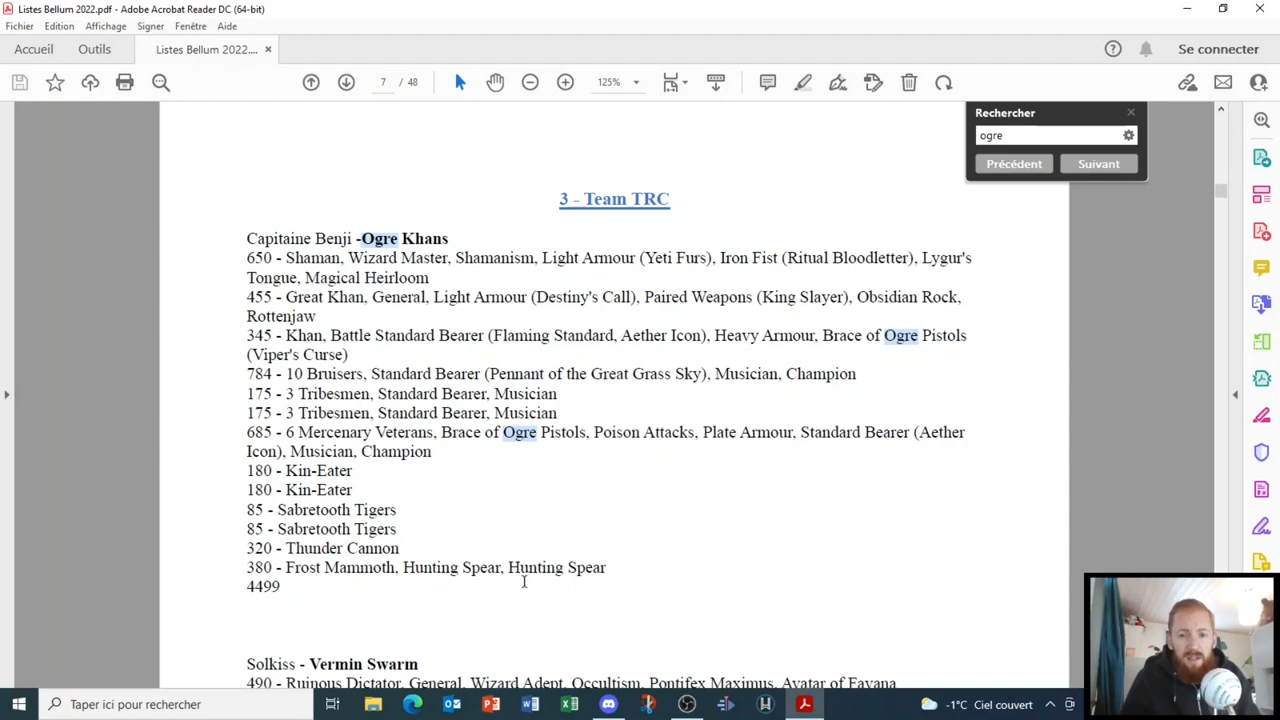 Listes Bellum 2022.pdf - Adobe Acrobat Reader DC (64-bit)
Fichier Edition Affichage Signer Fenêtre Aide
Accueil Outils Listes Bellum 2022.... × Se connecter
7 / 48 125%
Rechercher
ogre
Précédent Suivant
3 - Team TRC
Capitaine Benji -Ogre Khans
650 - Shaman, Wizard Master, Shamanism, Light Armour (Yeti Furs), Iron Fist (Ritual Bloodletter), Lygur's
Tongue, Magical Heirloom
455 - Great Khan, General, Light Armour (Destiny's Call), Paired Weapons (King Slayer), Obsidian Rock,
Rottenjaw
345 - Khan, Battle Standard Bearer (Flaming Standard, Aether Icon), Heavy Armour, Brace of Ogre Pistols
(Viper's Curse)
784 - 10 Bruisers, Standard Bearer (Pennant of the Great Grass Sky), Musician, Champion
175 - 3 Tribesmen, Standard Bearer, Musician
175 - 3 Tribesmen, Standard Bearer, Musician
685 - 6 Mercenary Veterans, Brace of Ogre Pistols, Poison Attacks, Plate Armour, Standard Bearer (Aether
Icon), Musician, Champion
180 - Kin-Eater
180 - Kin-Eater
85 - Sabretooth Tigers
85 - Sabretooth Tigers
320 - Thunder Cannon
380 - Frost Mammoth, Hunting Spear, Hunting Spear
4499
Solkiss - Vermin Swarm
490 - Ruinous Dictator, General, Wizard Adept, Occultism, Pontifex Maximus, Avatar of Favana
Taper ici pour rechercher -1°C Ciel couvert